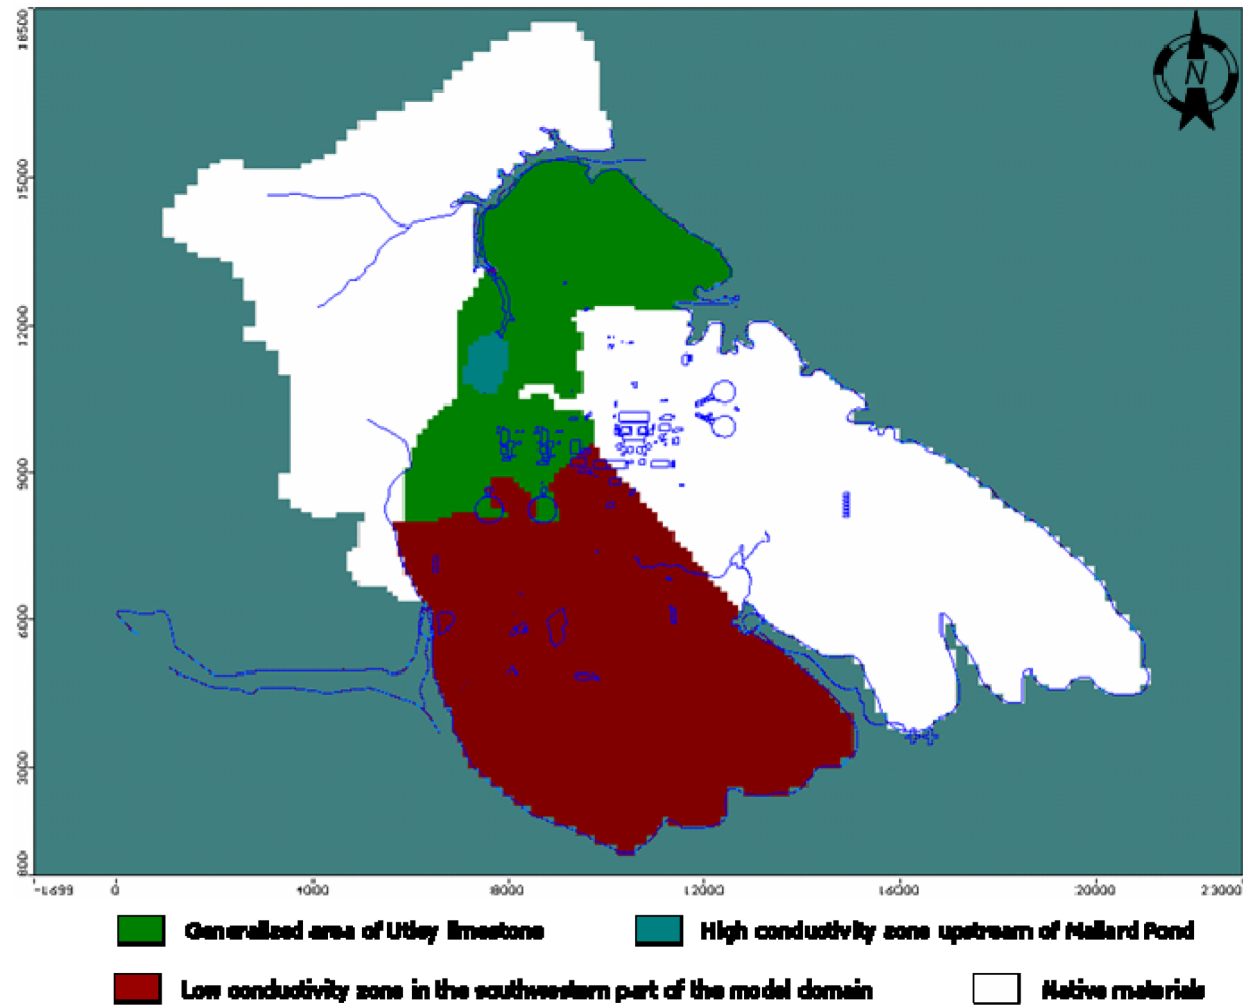 18500
N
15000
12000
9000
6000
3000
800
-1699 0 4000 8000 12000 16000 20000 23000
Generalized area of Utley limestone
High conductivity zone upstream of Mallard Pond
Low conductivity zone in the southwestern part of the model domain
Native materials